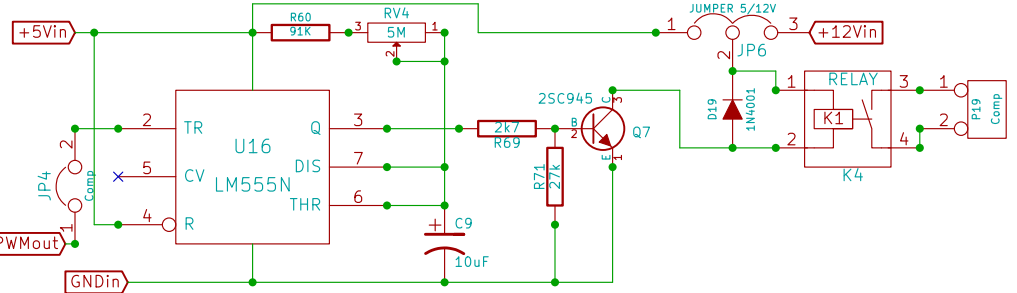 JUMPER 5/12V
+5Vin
R60
91K
RV4
5M
3
1
2
1
3
+12Vin
JP6
2
RELAY
1
3
1
K1
D19
1N4001
P19
Comp
2
4
2
K4
2SC945
C
3
B
2
Q7
E
1
2
TR
Q
3
2k7
R69
U16
LM555N
5
CV
DIS
7
4
R
THR
6
R71
27k
2
JP4
Comp
1
PWMout
C9
+
10uF
GNDin